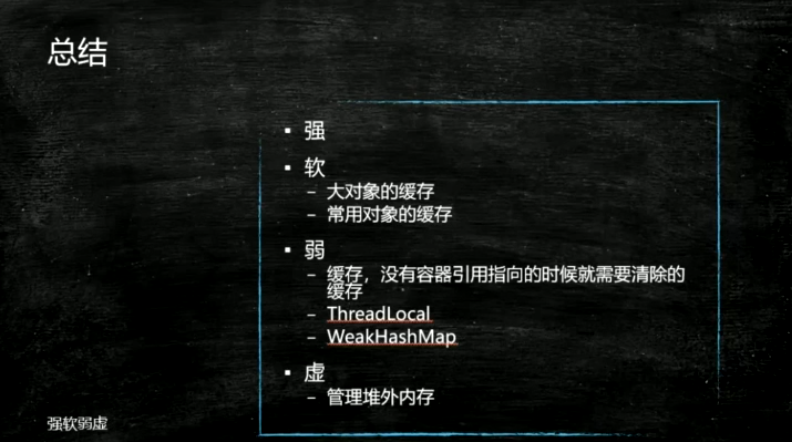 总结
▪ 强
▪ 软
– 大对象的缓存
– 常用对象的缓存
▪ 弱
– 缓存，没有容器引用指向的时候就需要清除的
缓存
– ThreadLocal
– WeakHashMap
▪ 虚
– 管理堆外内存
强软弱虚